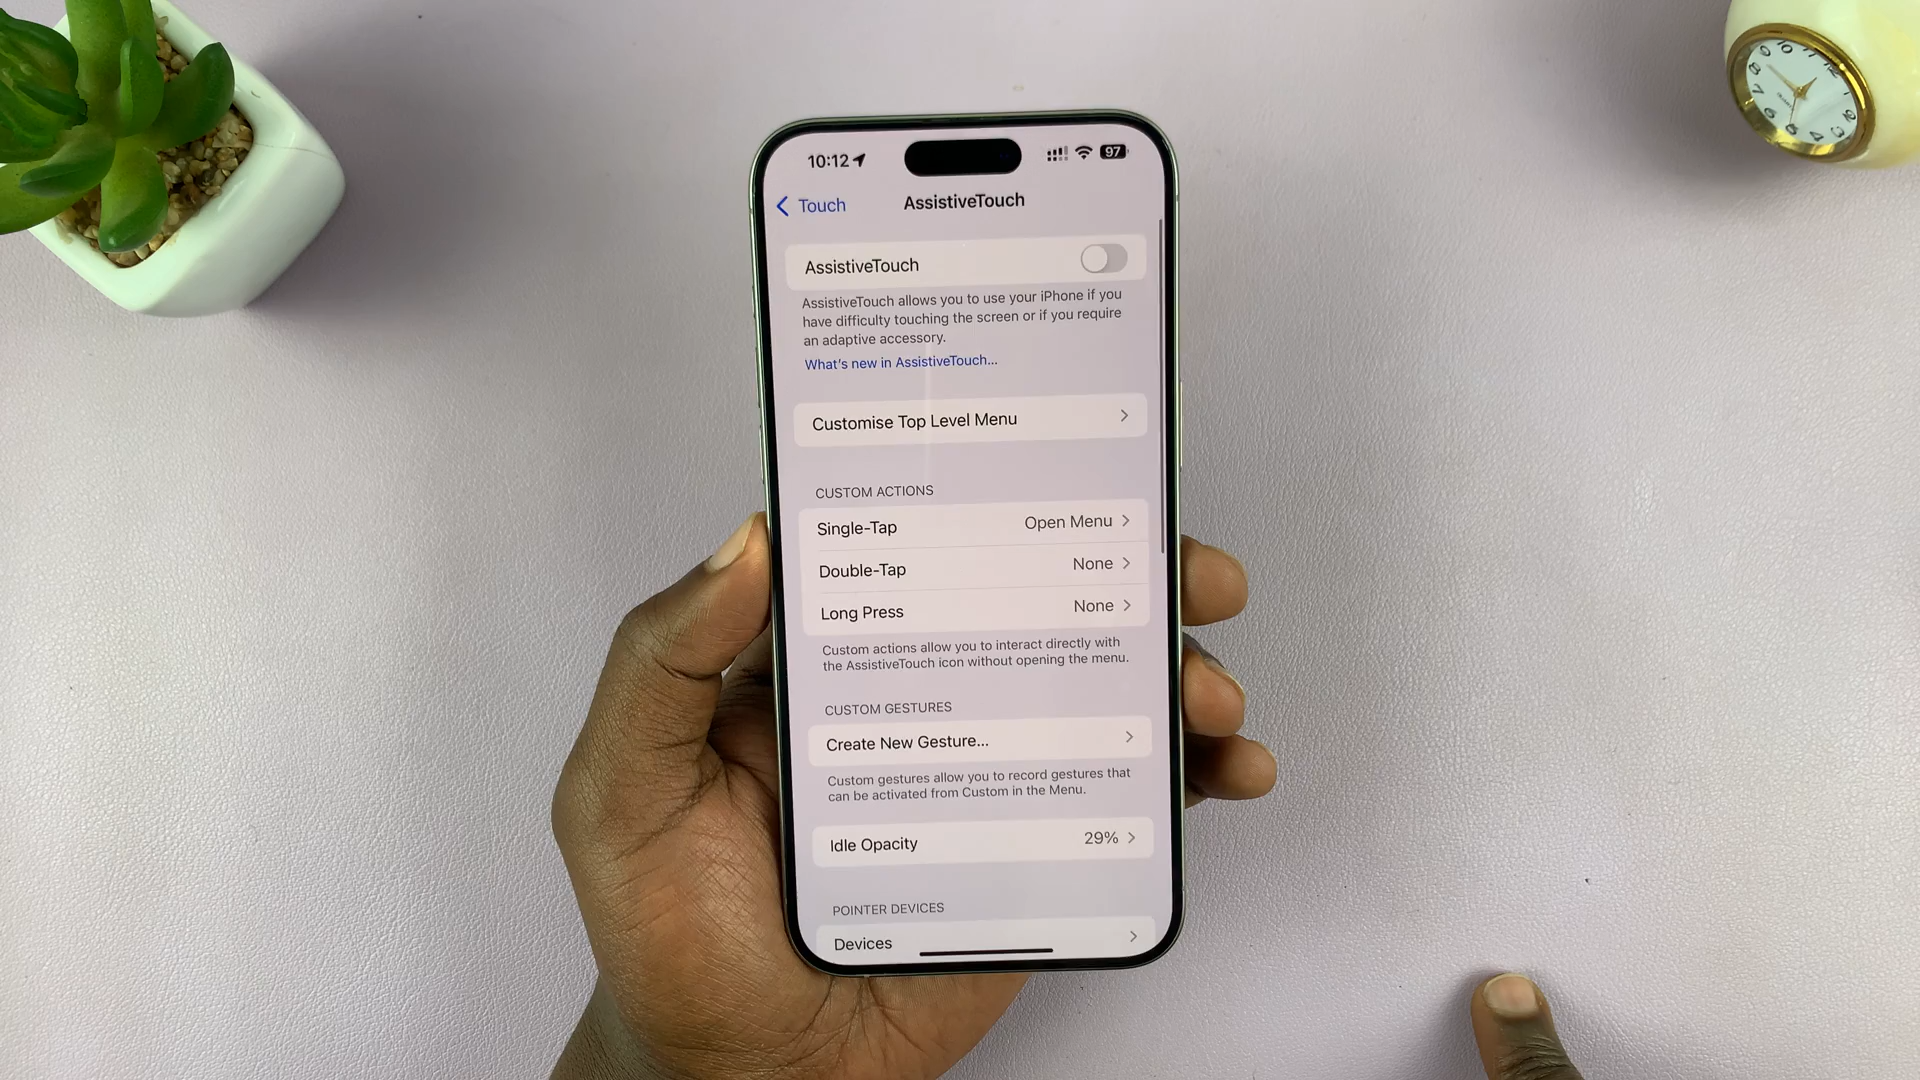 10:12
97
Touch
AssistiveTouch
AssistiveTouch
AssistiveTouch allows you to use your iPhone if you
have difficulty touching the screen or if you require
an adaptive accessory.
What's new in AssistiveTouch...
Customise Top Level Menu
CUSTOM ACTIONS
Single-Tap Open Menu
Double-Tap None
Long Press None
Custom actions allow you to interact directly with
the AssistiveTouch icon without opening the menu.
CUSTOM GESTURES
Create New Gesture...
Custom gestures allow you to record gestures that
can be activated from Custom in the Menu.
Idle Opacity 29%
POINTER DEVICES
Devices